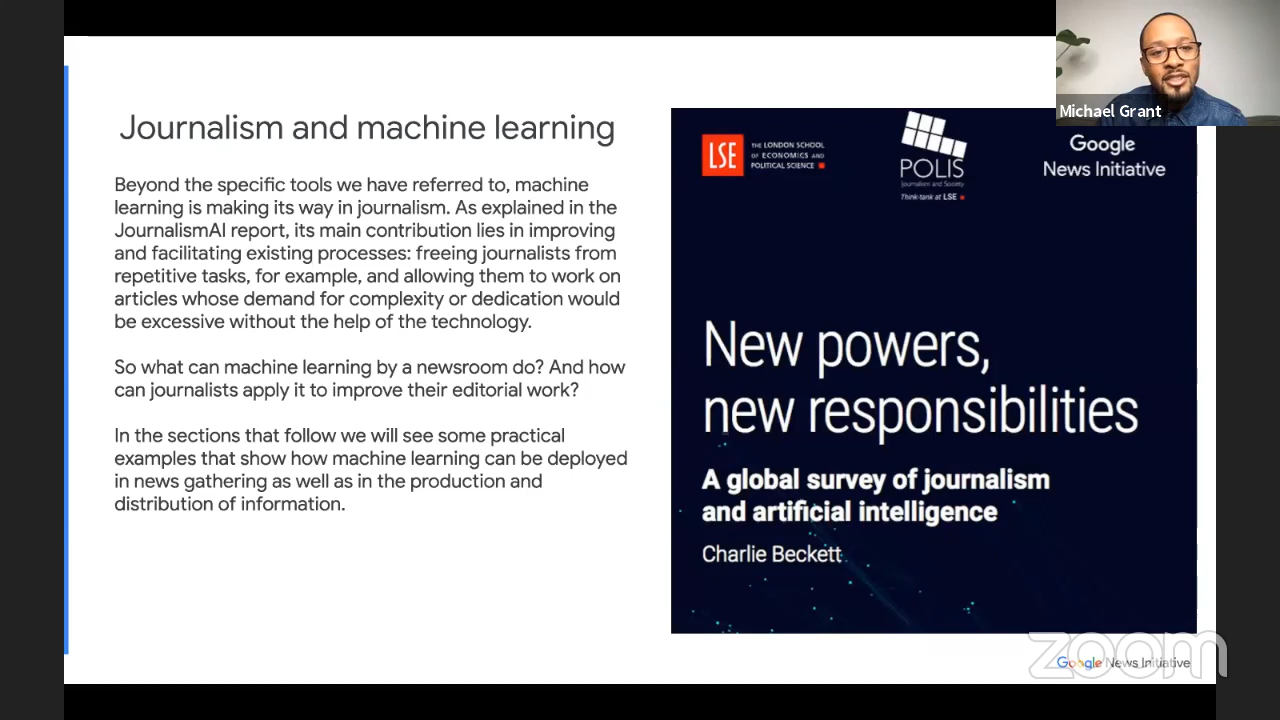 Michael Grant
Journalism and machine learning
Beyond the specific tools we have referred to, machine
learning is making its way in journalism. As explained in the
JournalismAI report, its main contribution lies in improving
and facilitating existing processes: freeing journalists from
repetitive tasks, for example, and allowing them to work on
articles whose demand for complexity or dedication would
be excessive without the help of the technology.
So what can machine learning by a newsroom do? And how
can journalists apply it to improve their editorial work?
In the sections that follow we will see some practical
examples that show how machine learning can be deployed
in news gathering as well as in the production and
distribution of information.
LSE
THE LONDON SCHOOL
OF ECONOMICS AND
POLITICAL SCIENCE
POLIS
Journalism and Society
Think-tank at LSE
Google
News Initiative
New powers,
new responsibilities
A global survey of journalism
and artificial intelligence
Charlie Beckett
zoom
Google News Initiative